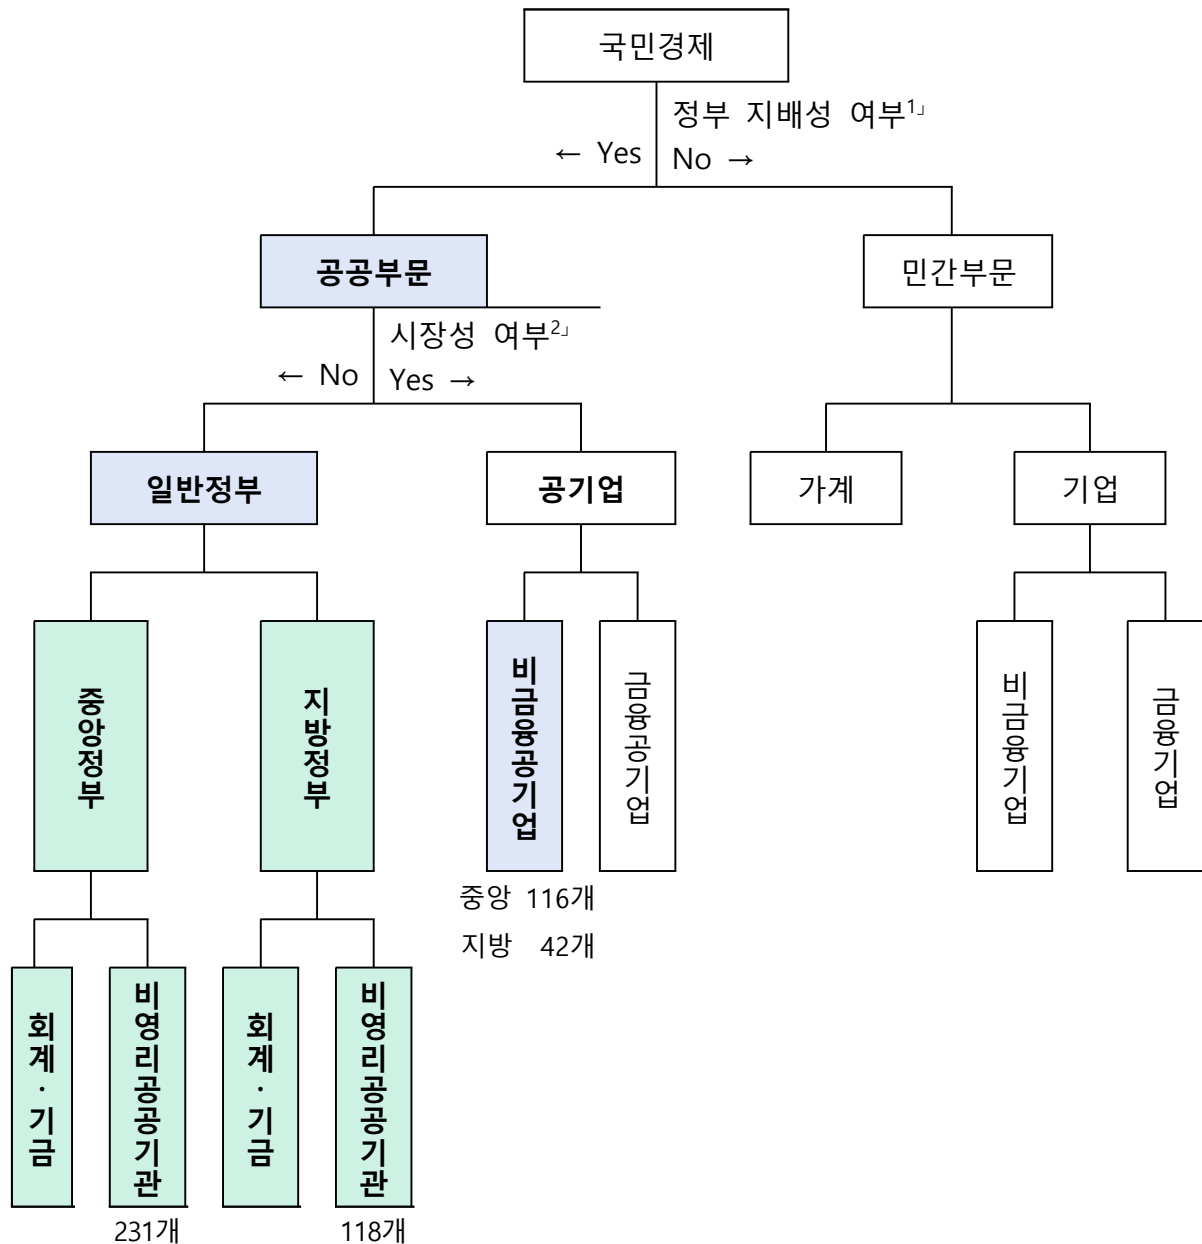 국민경제
정부 지배성 여부¹」
← Yes No →
공공부문
민간부문
시장성 여부²」
← No Yes →
일반정부
공기업
가계
기업
중앙정부
지방정부
비금융공기업
금융공기업
비금융기업
금융기업
중앙 116개
지방 42개
회계·기금
비영리공공기관
회계·기금
비영리공공기관
231개
118개